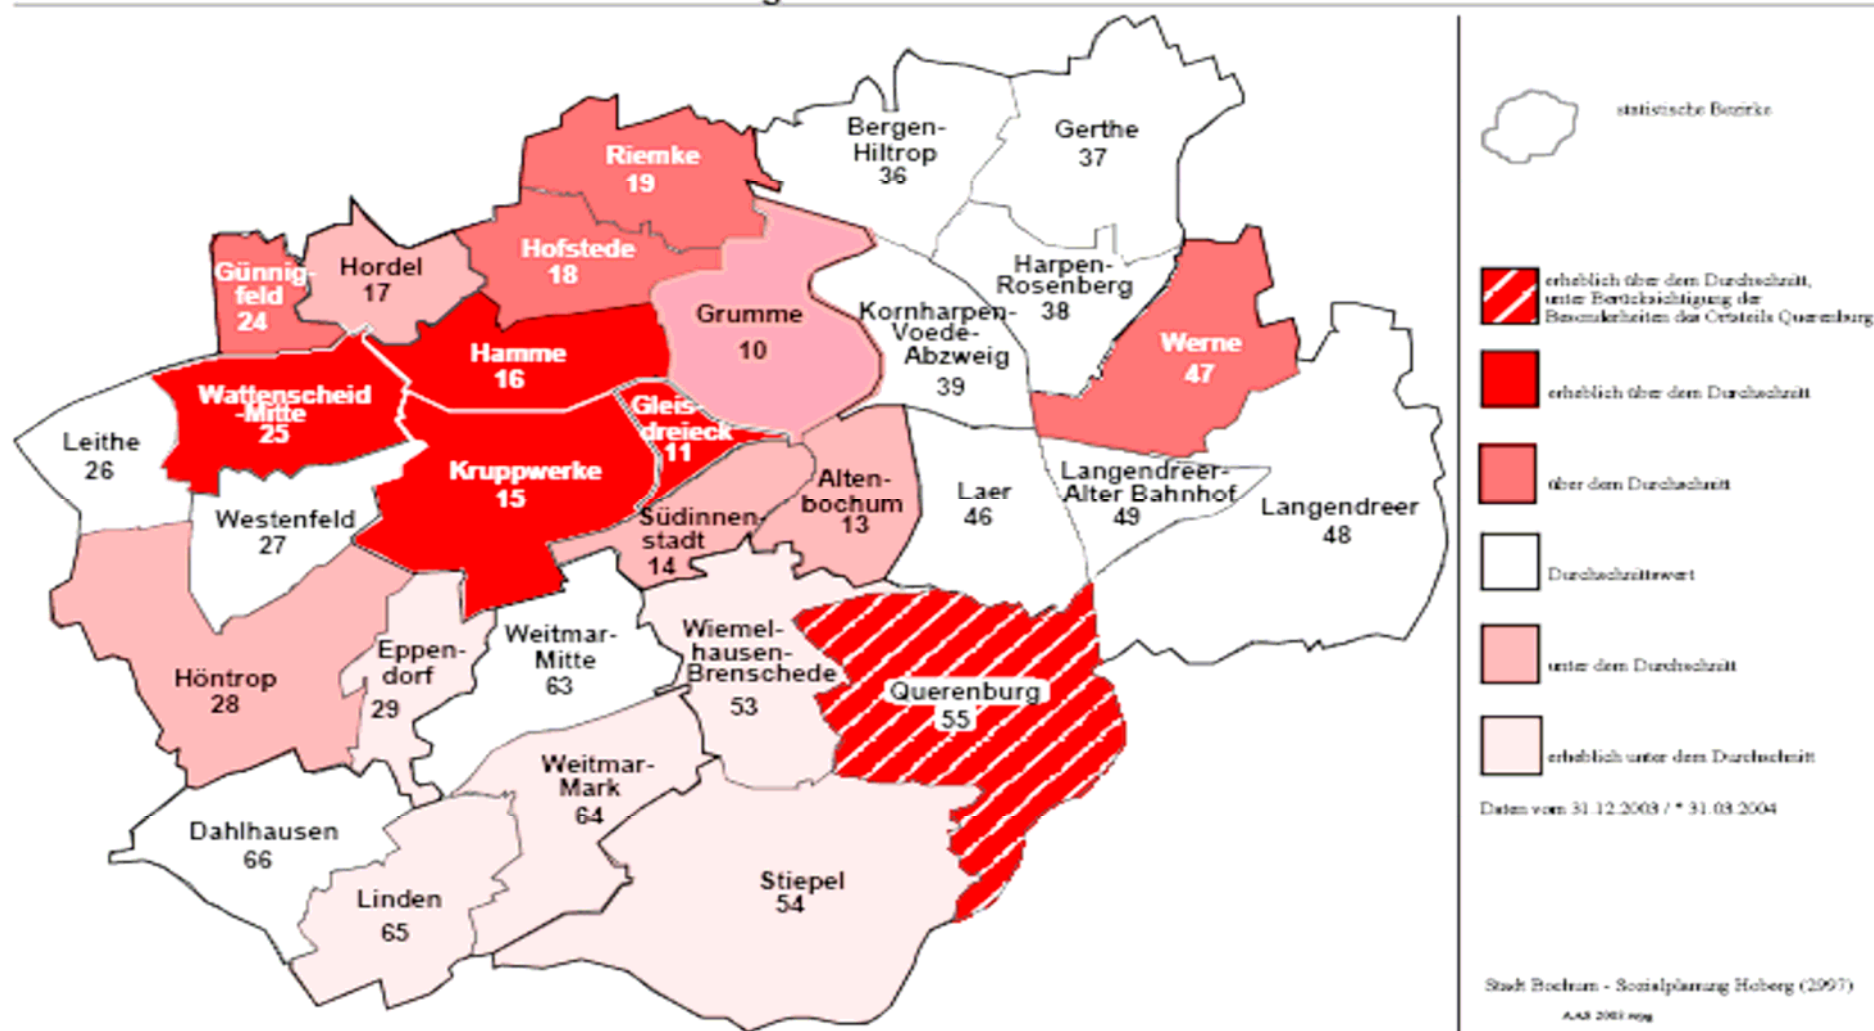 Bergen-
Hiltrop
36
Gerthe
37
Riemke
19
Hofstede
18
Günnig-
feld
24
Hordel
17
Harpen-
Rosenberg
38
Grumme
10
Kornharpen-
Voede-
Abzweig
39
Werne
47
Hamme
16
Wattenscheid
-Mitte
25
Gleis-
dreieck
11
Leithe
26
Kruppwerke
15
Alten-
bochum
13
Laer
46
Langendreer-
Alter Bahnhof
49
Langendreer
48
Westenfeld
27
Südinnen-
stadt
14
Höntrop
28
Eppen-
dorf
29
Weitmar-
Mitte
63
Wiemel-
hausen-
Brenschede
53
Querenburg
55
Weitmar-
Mark
64
Dahlhausen
66
Linden
65
Stiepel
54
statistische Bezirke
erheblich über dem Durchschnitt,
unter Berücksichtigung der
Besonderheiten des Ortsteils Querenburg
erheblich über dem Durchschnitt
über dem Durchschnitt
Durchschnittswert
unter dem Durchschnitt
erheblich unter dem Durchschnitt
Daten vom 31.12.2003 / * 31.03.2004
Stadt Bochum - Sozialplanung Hoberg (2997)